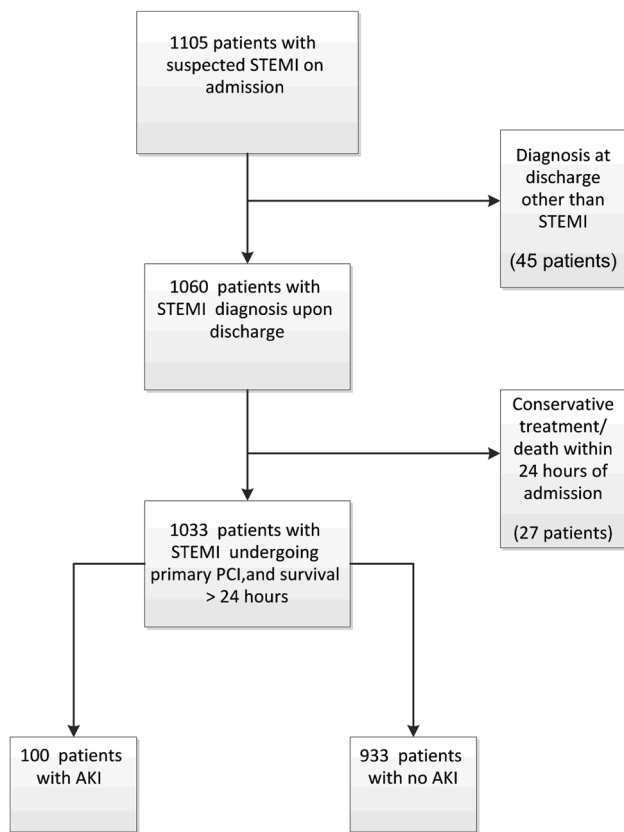 1105 patients with
suspected STEMI on
admission
Diagnosis at
discharge
other than
STEMI
(45 patients)
1060 patients with
STEMI diagnosis upon
discharge
Conservative
treatment/
death within
24 hours of
admission
(27 patients)
1033 patients with
STEMI undergoing
primary PCI,and survival
> 24 hours
100 patients
with AKI
933 patients
with no AKI